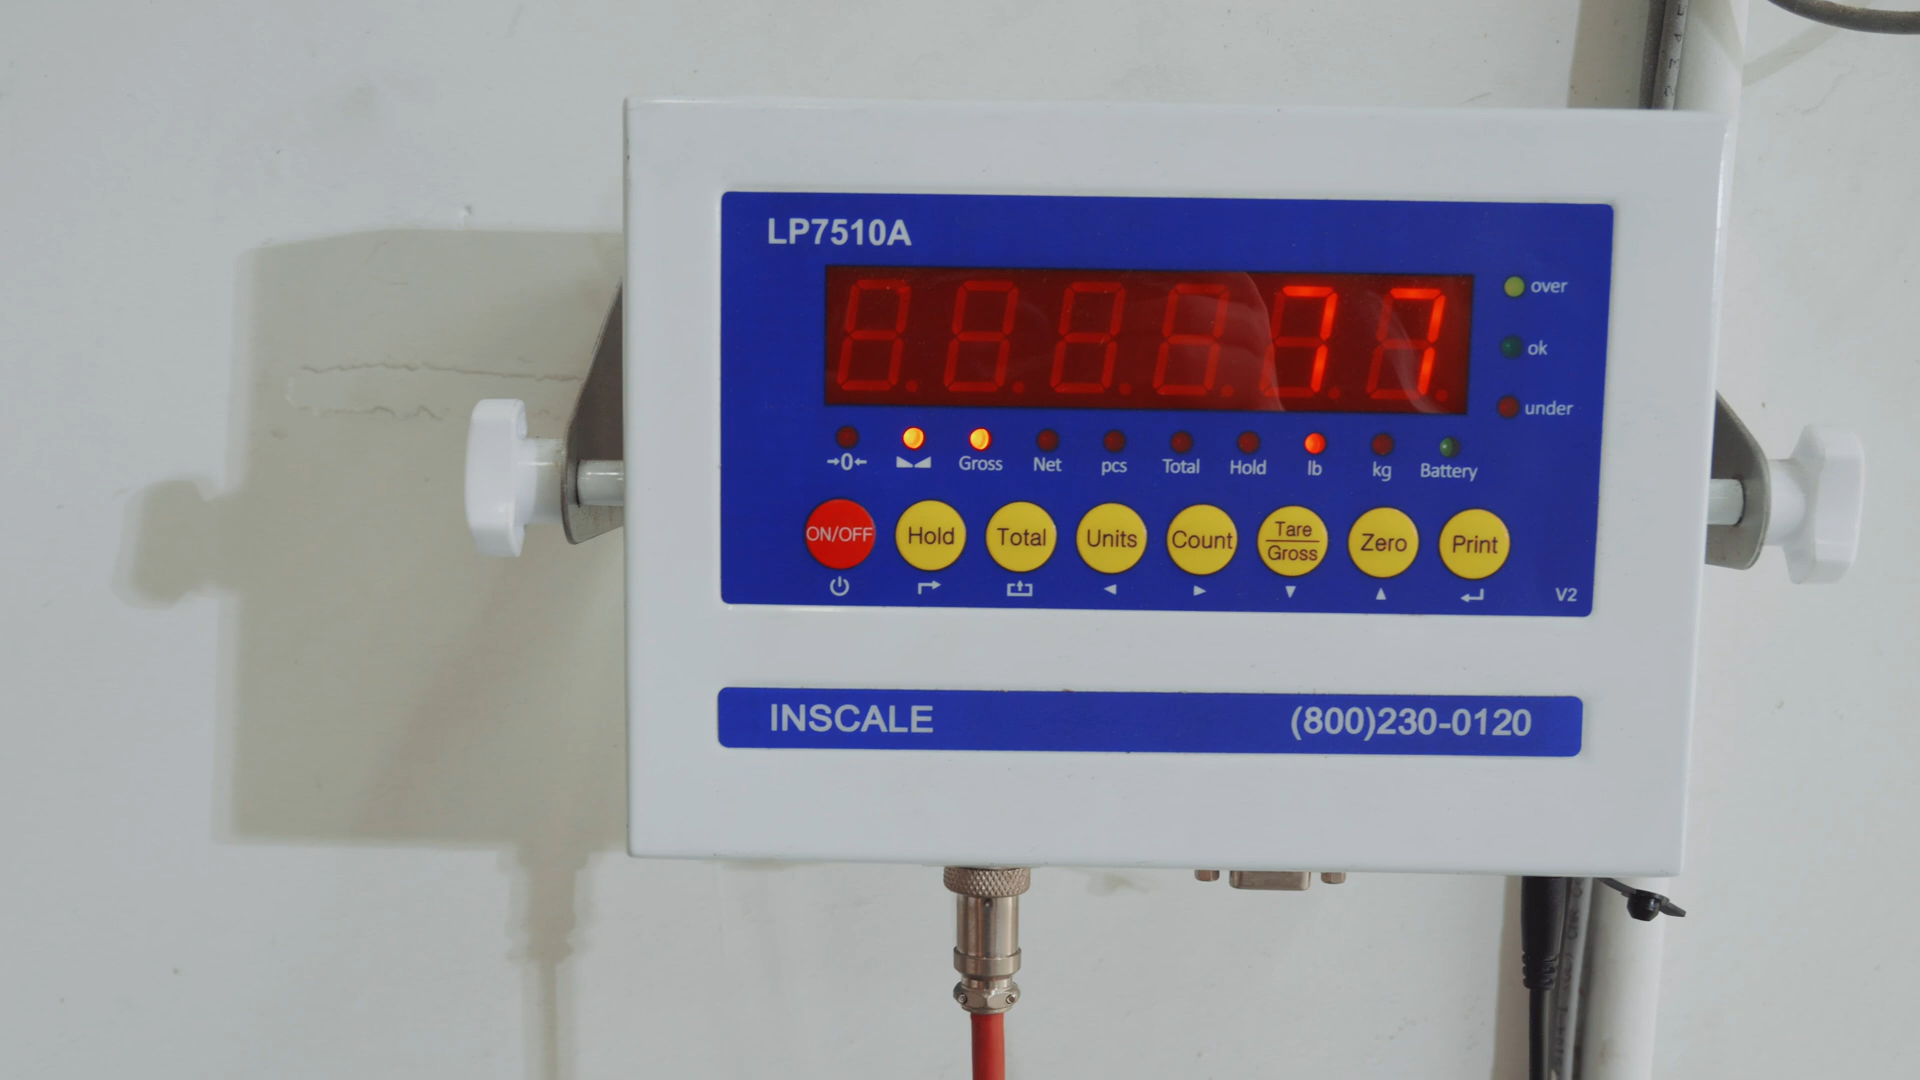 LP7510A
77
over
ok
under
→0← Gross Net pcs Total Hold lb kg Battery
ON/OFF Hold Total Units Count Tare Gross Zero Print
V2
INSCALE (800)230-0120